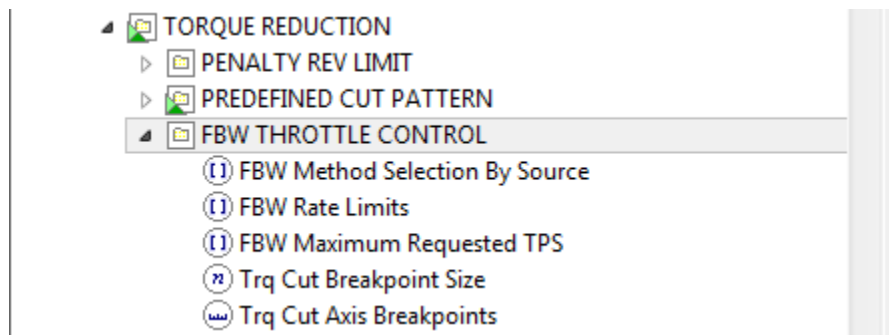 TORQUE REDUCTION
PENALTY REV LIMIT
PREDEFINED CUT PATTERN
FBW THROTTLE CONTROL
FBW Method Selection By Source
FBW Rate Limits
FBW Maximum Requested TPS
Trq Cut Breakpoint Size
Trq Cut Axis Breakpoints